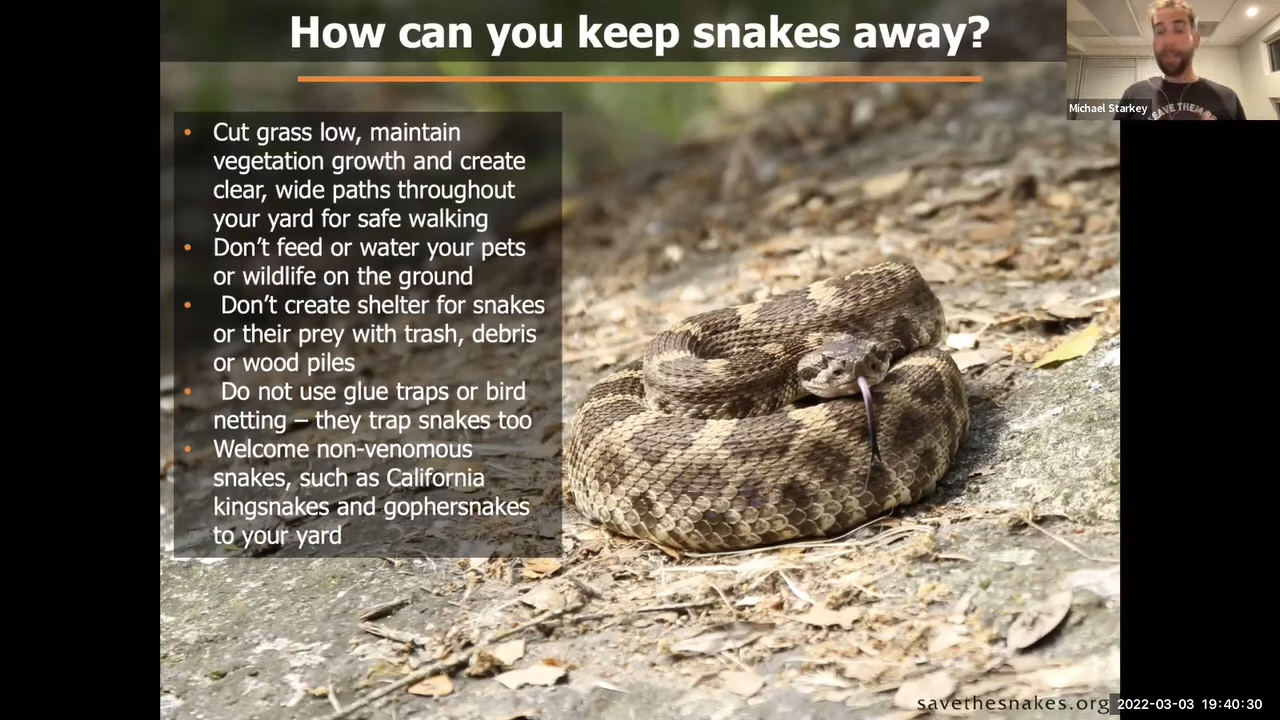 How can you keep snakes away?
Michael Starkey
• Cut grass low, maintain
vegetation growth and create
clear, wide paths throughout
your yard for safe walking
• Don't feed or water your pets
or wildlife on the ground
• Don't create shelter for snakes
or their prey with trash, debris
or wood piles
• Do not use glue traps or bird
netting – they trap snakes too
• Welcome non-venomous
snakes, such as California
kingsnakes and gophersnakes
to your yard
savethesnakes.org
2022-03-03 19:40:30